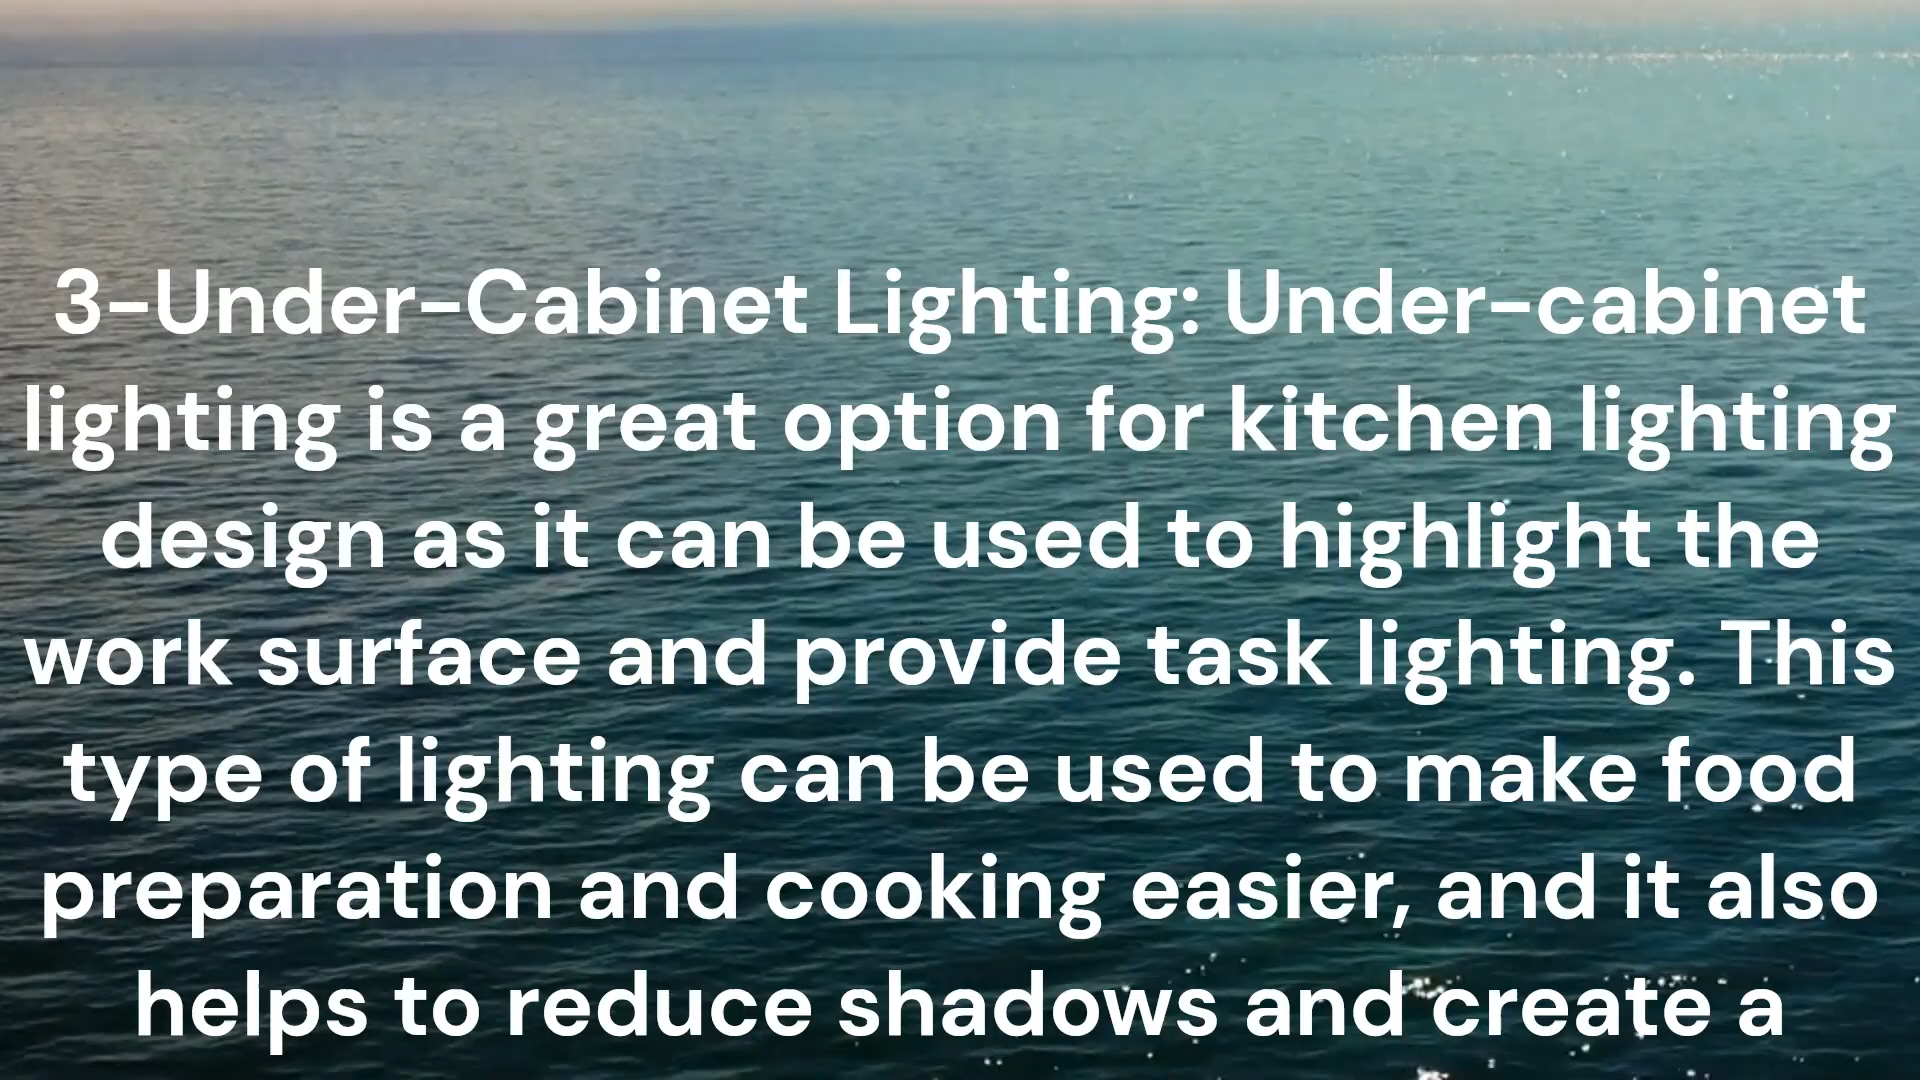 3-Under-Cabinet Lighting: Under-cabinet
lighting is a great option for kitchen lighting
design as it can be used to highlight the
work surface and provide task lighting. This
type of lighting can be used to make food
preparation and cooking easier, and it also
helps to reduce shadows and create a